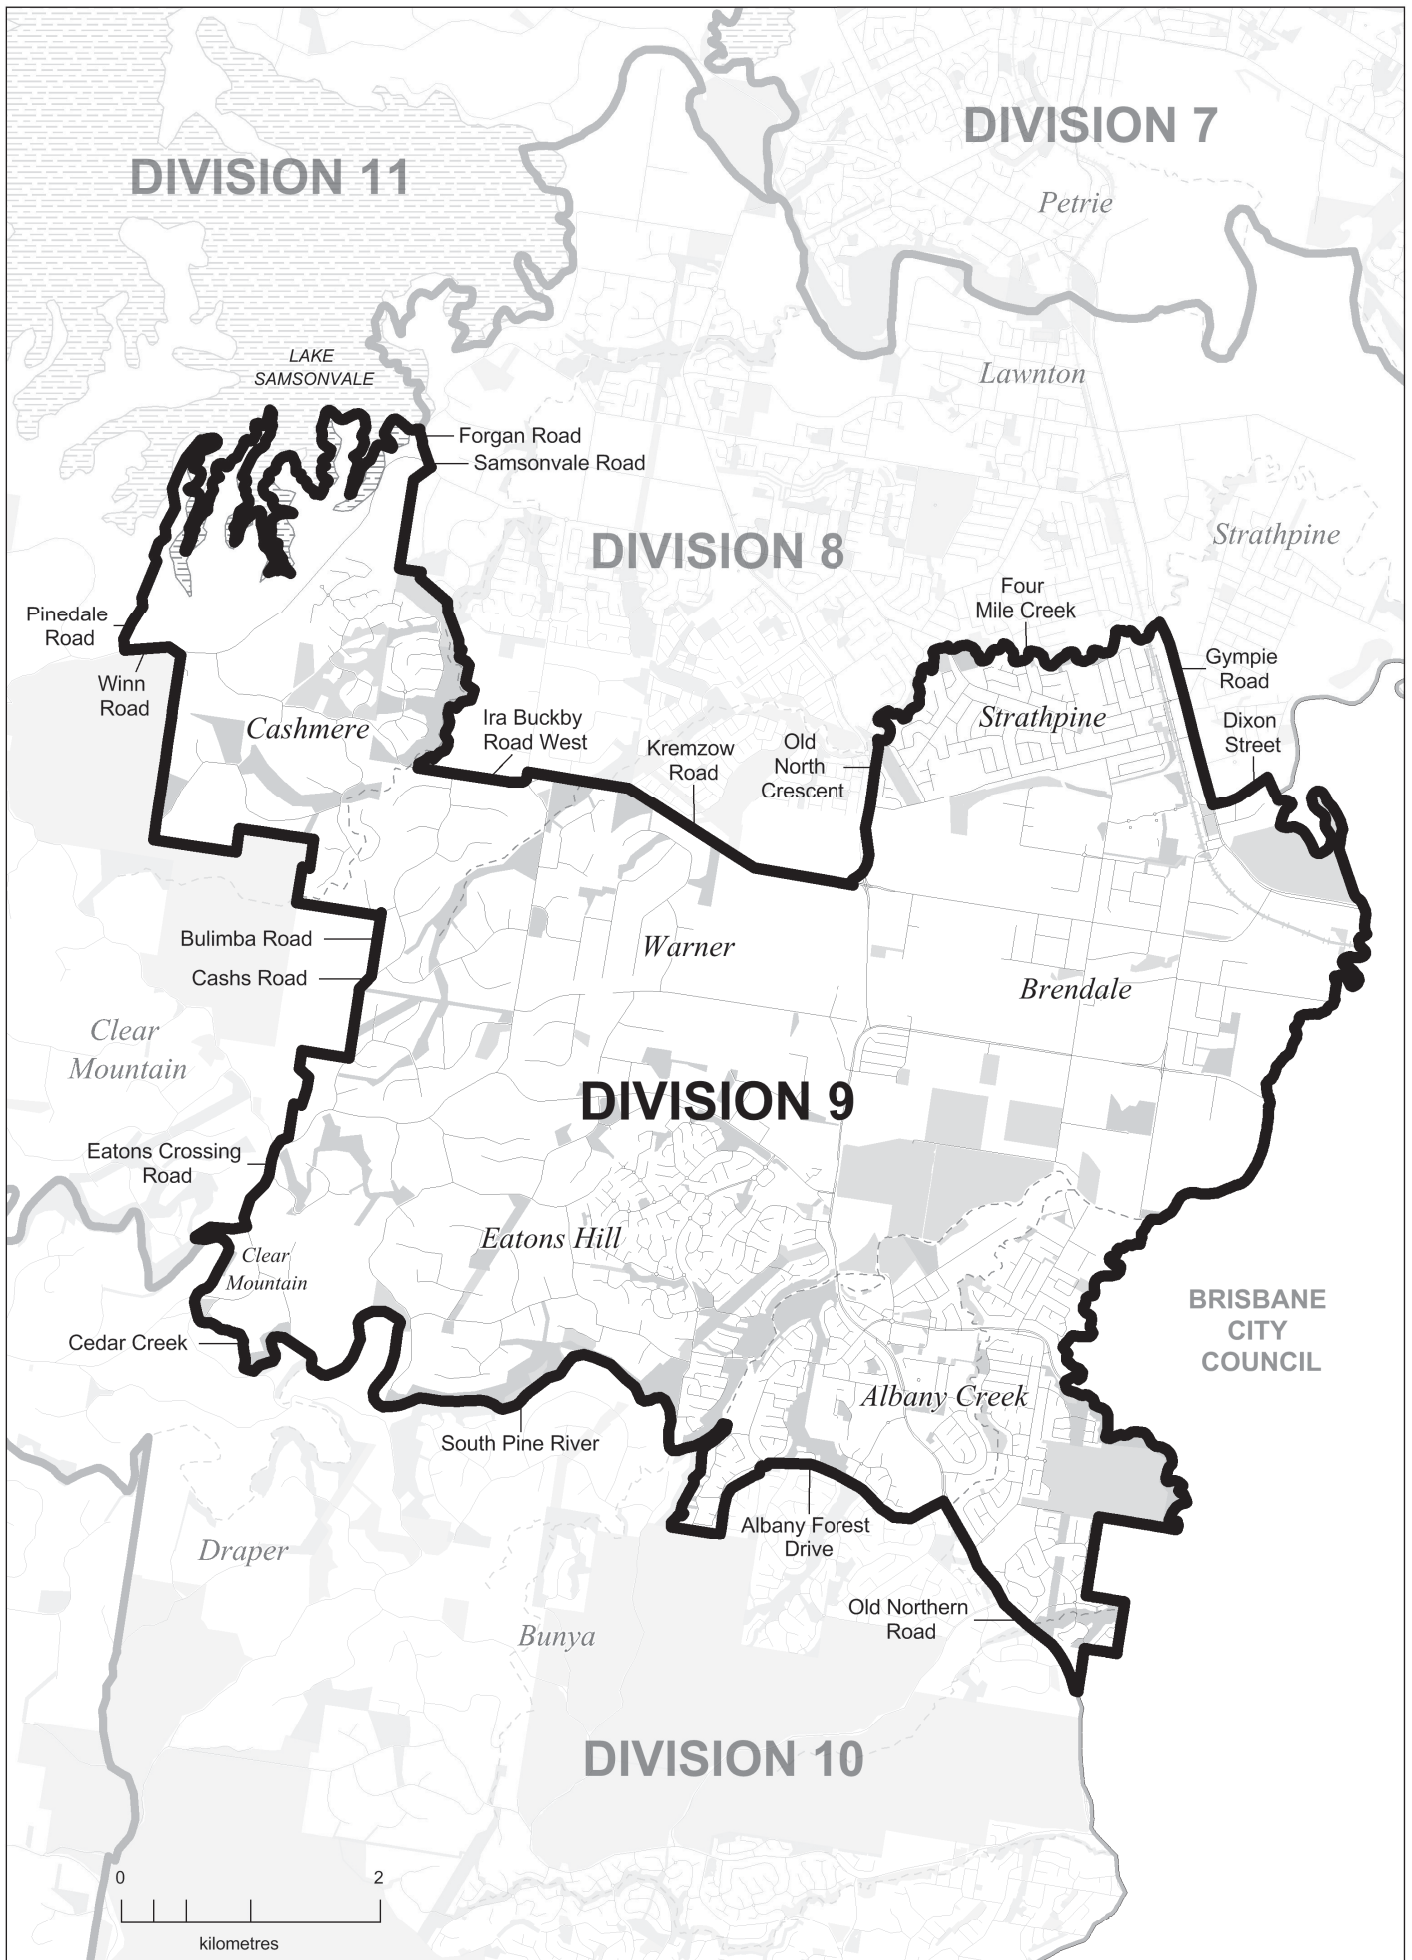 DIVISION 7
DIVISION 11
Petrie
LAKE
SAMSONVALE
Lawnton
Forgan Road
Samsonvale Road
DIVISION 8
Strathpine
Four
Mile Creek
Pinedale
Road
Gympie
Road
Winn
Road
Cashmere
Ira Buckby
Road West
Kremzow
Road
Old
North
Crescent
Strathpine
Dixon
Street
Bulimba Road
Cashs Road
Warner
Brendale
Clear
Mountain
DIVISION 9
Eatons Crossing
Road
Eatons Hill
Clear
Mountain
BRISBANE
CITY
COUNCIL
Cedar Creek
Albany Creek
South Pine River
Albany Forest
Drive
Draper
Old Northern
Road
Bunya
DIVISION 10
0 2
kilometres